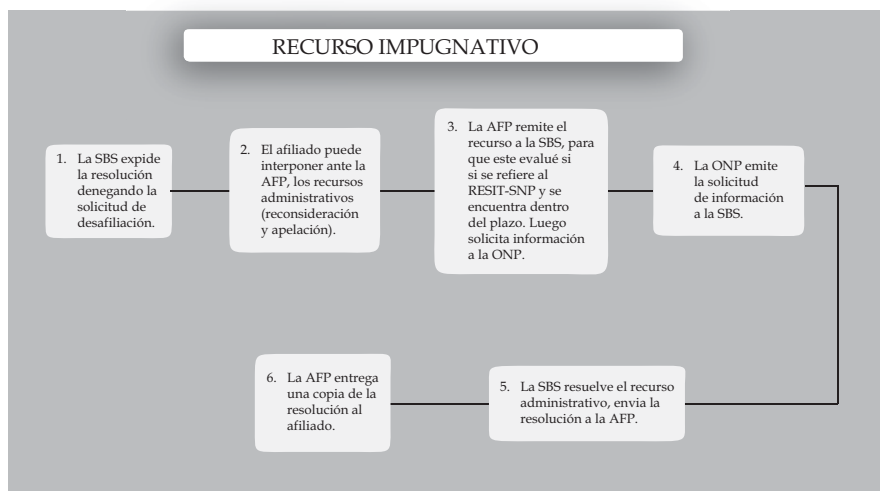 RECURSO IMPUGNATIVO
1. La SBS expide
la resolución
denegando la
solicitud de
desafiliación.
2. El afiliado puede
interponer ante la
AFP, los recursos
administrativos
(reconsideración
y apelación).
3. La AFP remite el
recurso a la SBS, para
que este evalué si
si se refiere al
RESIT-SNP y se
encuentra dentro
del plazo. Luego
solicita información
a la ONP.
4. La ONP emite
la solicitud
de información
a la SBS.
5. La SBS resuelve el recurso
administrativo, envia la
resolución a la AFP.
6. La AFP entrega
una copia de la
resolución al
afiliado.